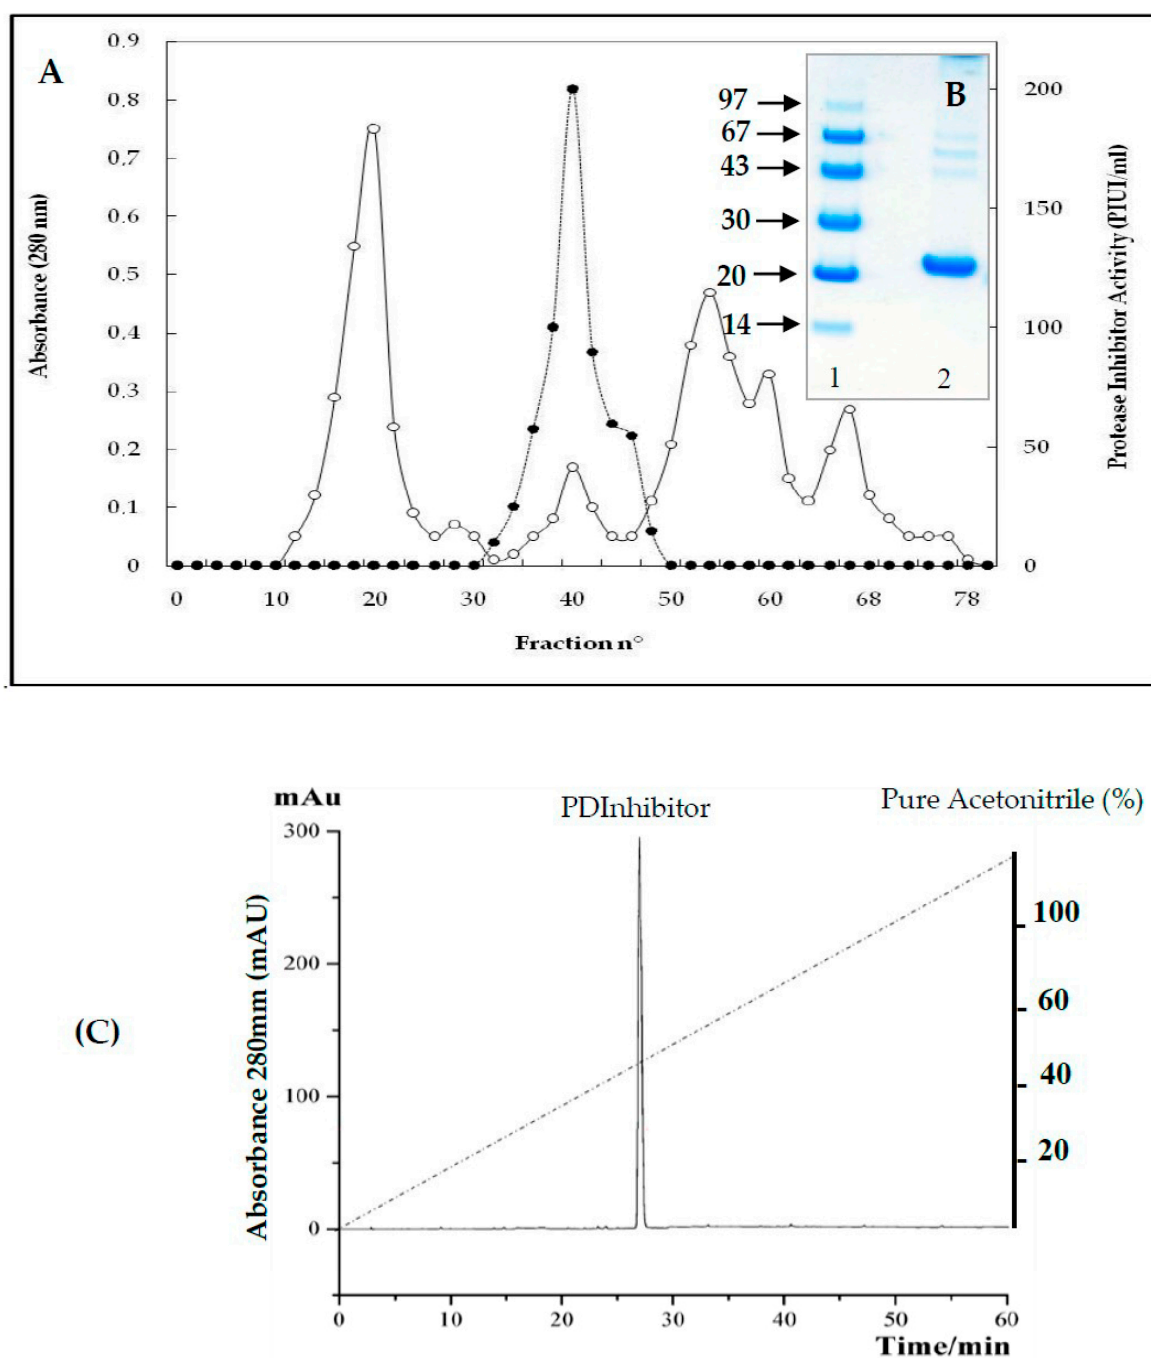 A
B
0.9
0.8
0.7
0.6
0.5
0.4
0.3
0.2
0.1
0
Absorbance (280 nm)
97
67
43
30
20
14
1 2
200
150
100
50
0
Protease Inhibitor Activity (PIUI/ml)
0 10 20 30 40 50 60 68 78
Fraction n°
(C)
mAu
PDInhibitor
Pure Acetonitrile (%)
300
200
100
0
Absorbance 280mm (mAU)
100
60
40
20
0 10 20 30 40 50 60
Time/min